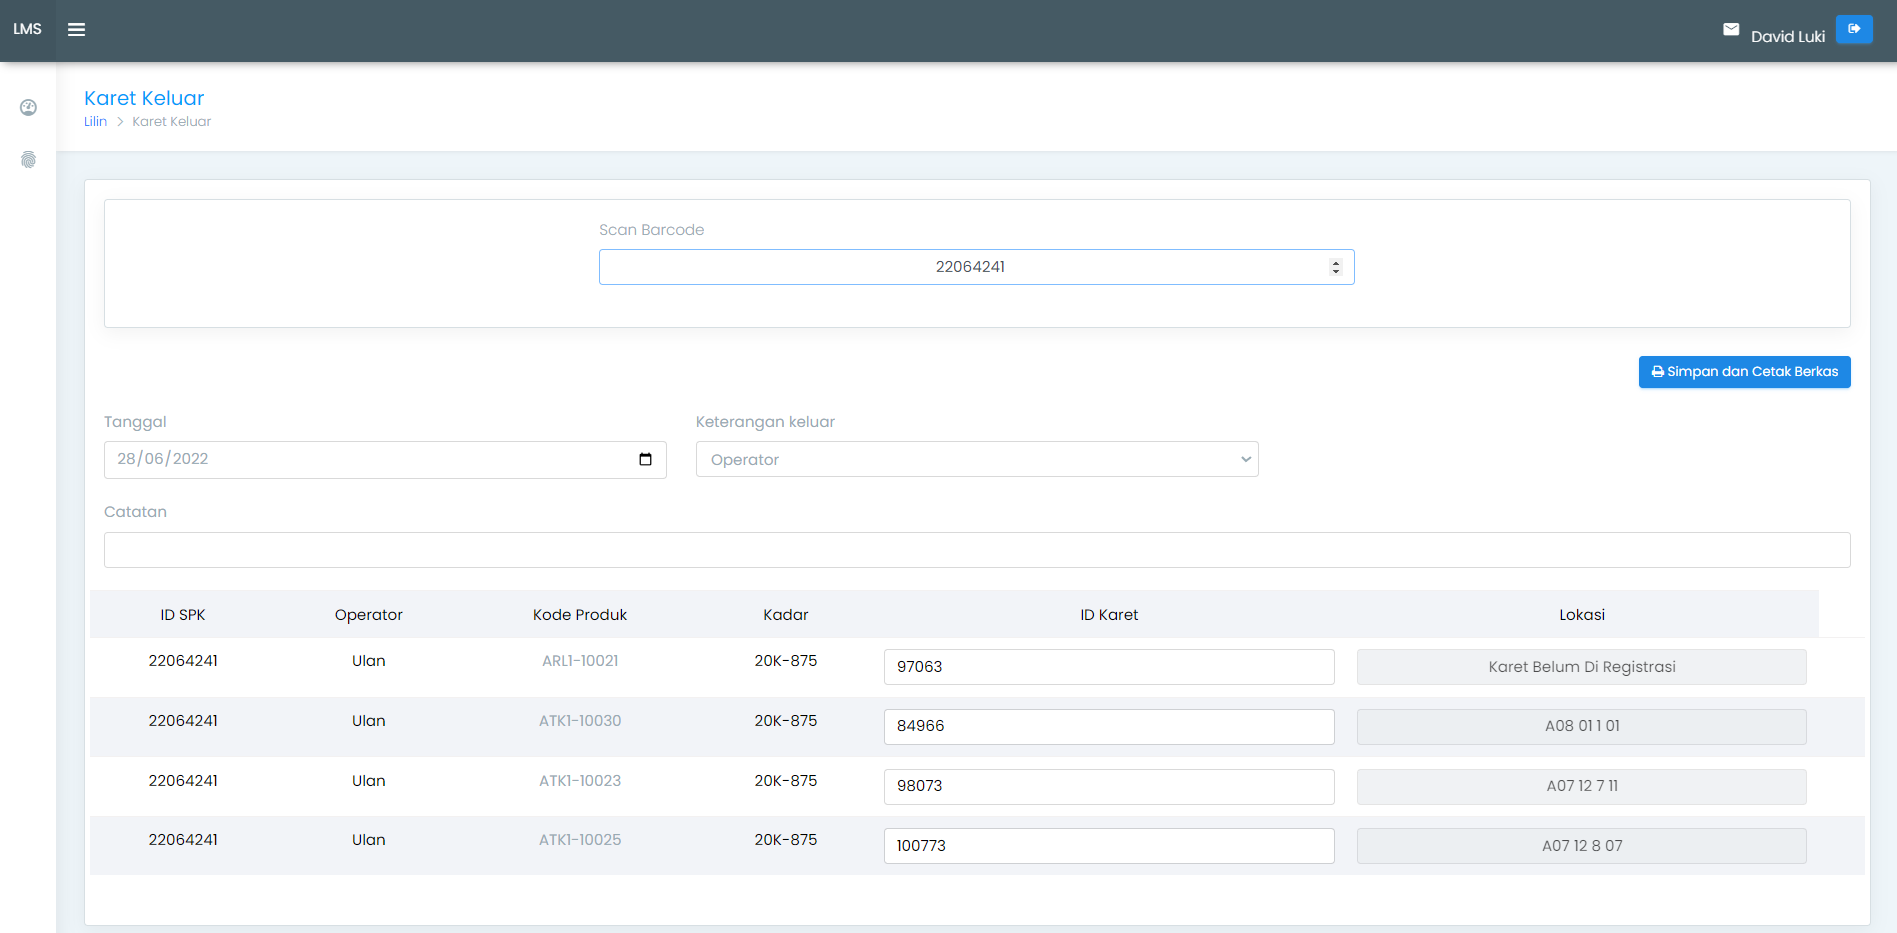 LMS
David Luki
Karet Keluar
Lilin > Karet Keluar
Scan Barcode
22064241
Simpan dan Cetak Berkas
Tanggal Keterangan keluar
28/06/2022 Operator
Catatan
ID SPK Operator Kode Produk Kadar ID Karet Lokasi
22064241 Ulan ARL1-10021 20K-875 97063 Karet Belum Di Registrasi
22064241 Ulan ATK1-10030 20K-875 84966 A08 01 1 01
22064241 Ulan ATK1-10023 20K-875 98073 A07 12 7 11
22064241 Ulan ATK1-10025 20K-875 100773 A07 12 8 07